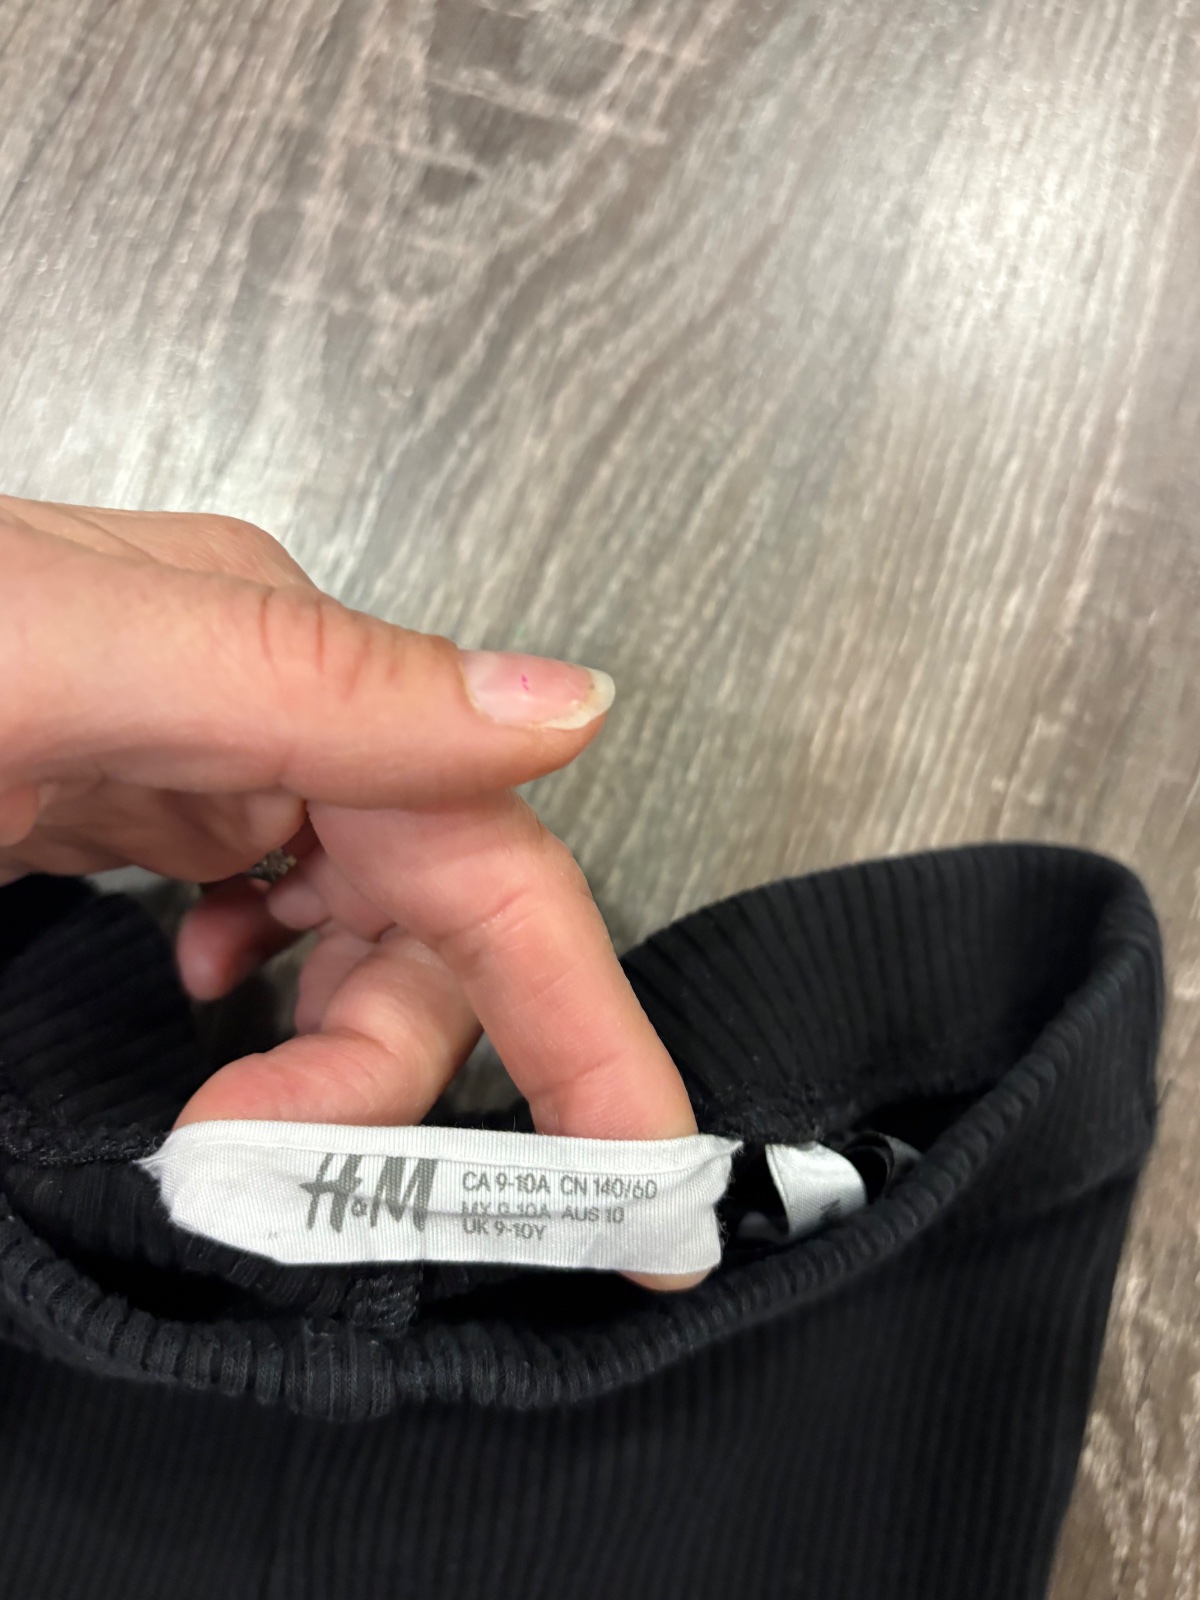 H&M
CA 9-10A CN 140/60
MX 9-10A AUS 10
UK 9-10Y